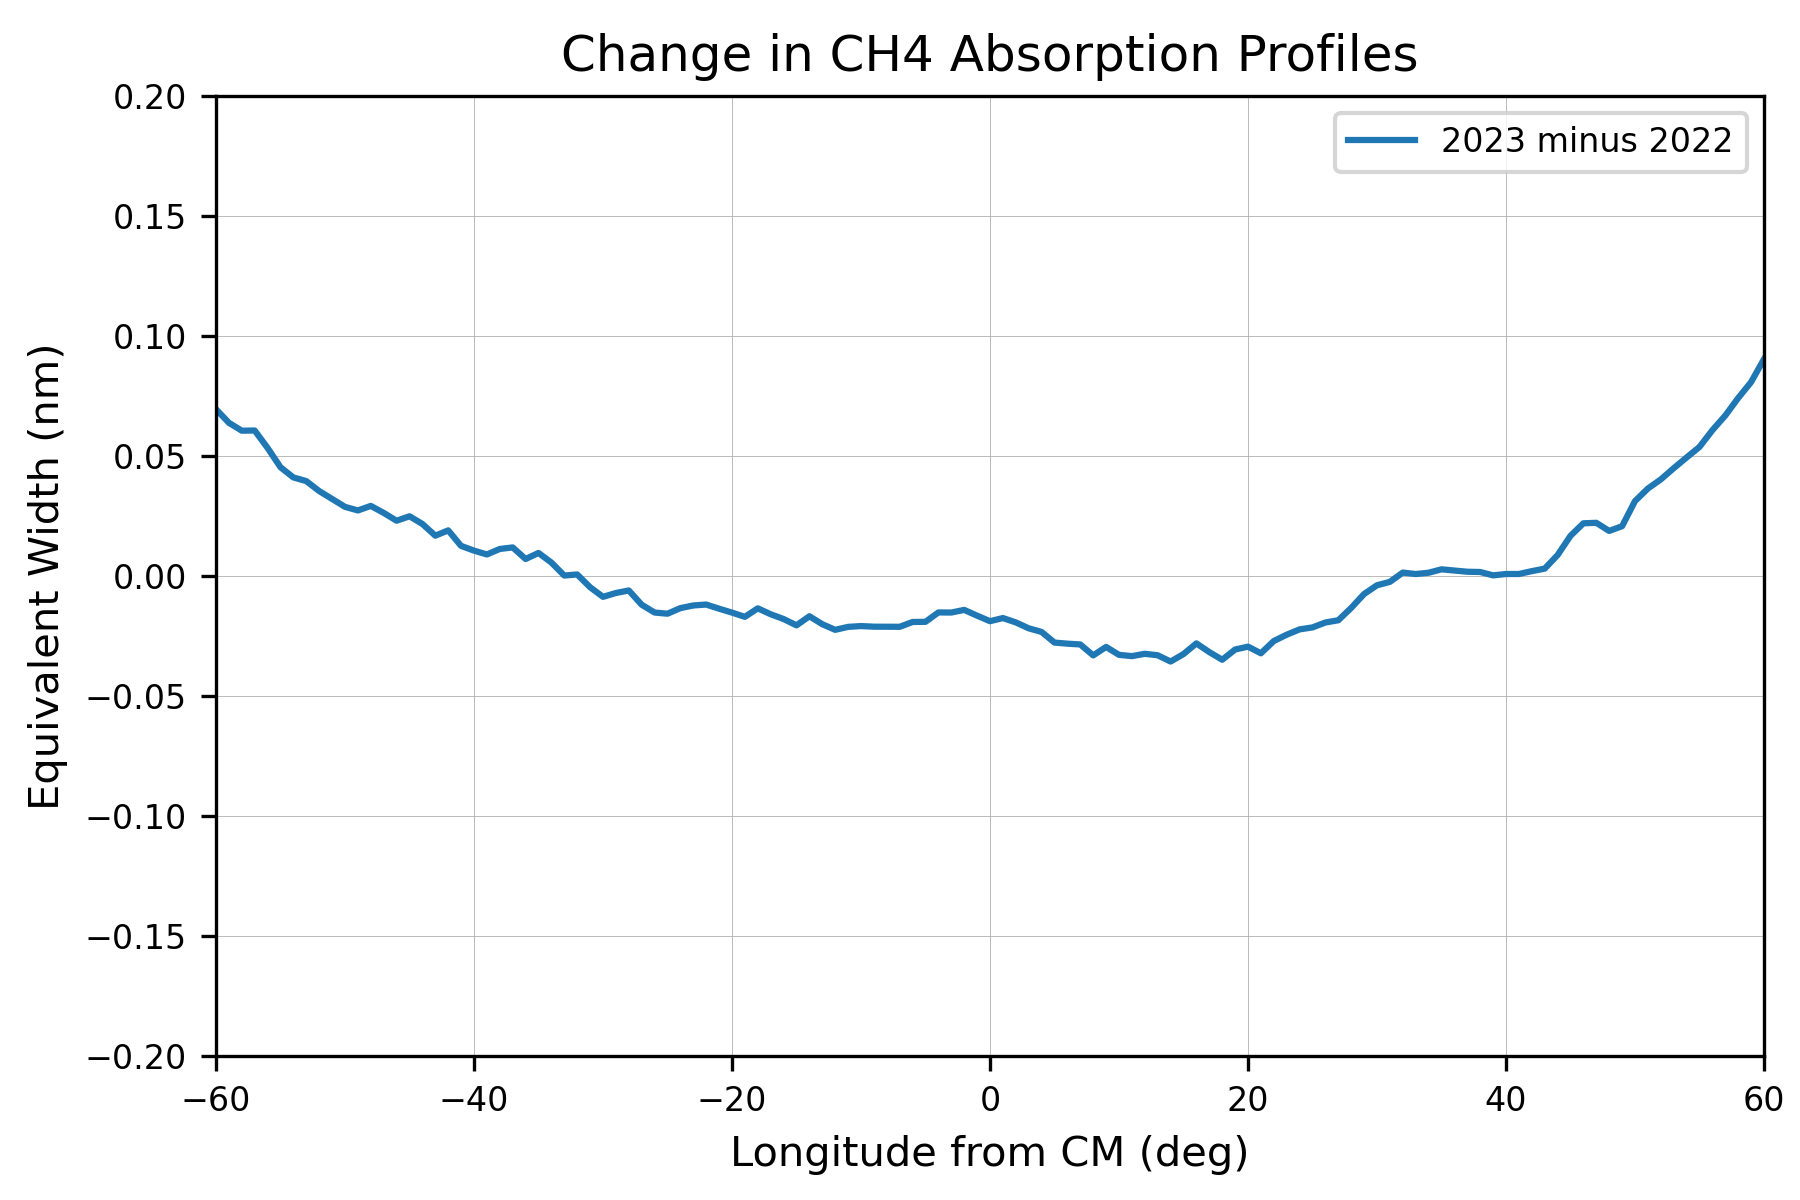 Change in CH4 Absorption Profiles
0.20
0.15
0.10
0.05
0.00
−0.05
−0.10
−0.15
−0.20
Equivalent Width (nm)
2023 minus 2022
−60 −40 −20 0 20 40 60
Longitude from CM (deg)